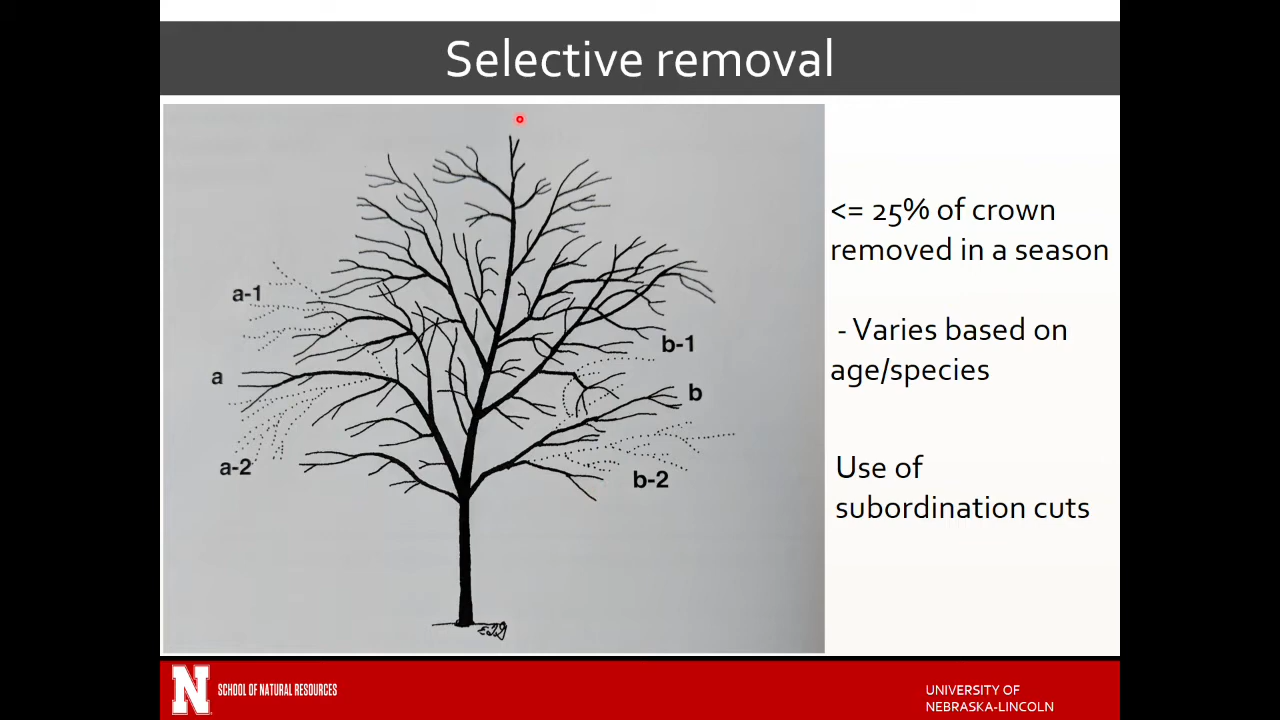 Selective removal
a-1
a
a-2
b-1
b
b-2
<= 25% of crown
removed in a season
- Varies based on
age/species
Use of
subordination cuts
N
SCHOOL OF NATURAL RESOURCES
UNIVERSITY OF
NEBRASKA-LINCOLN